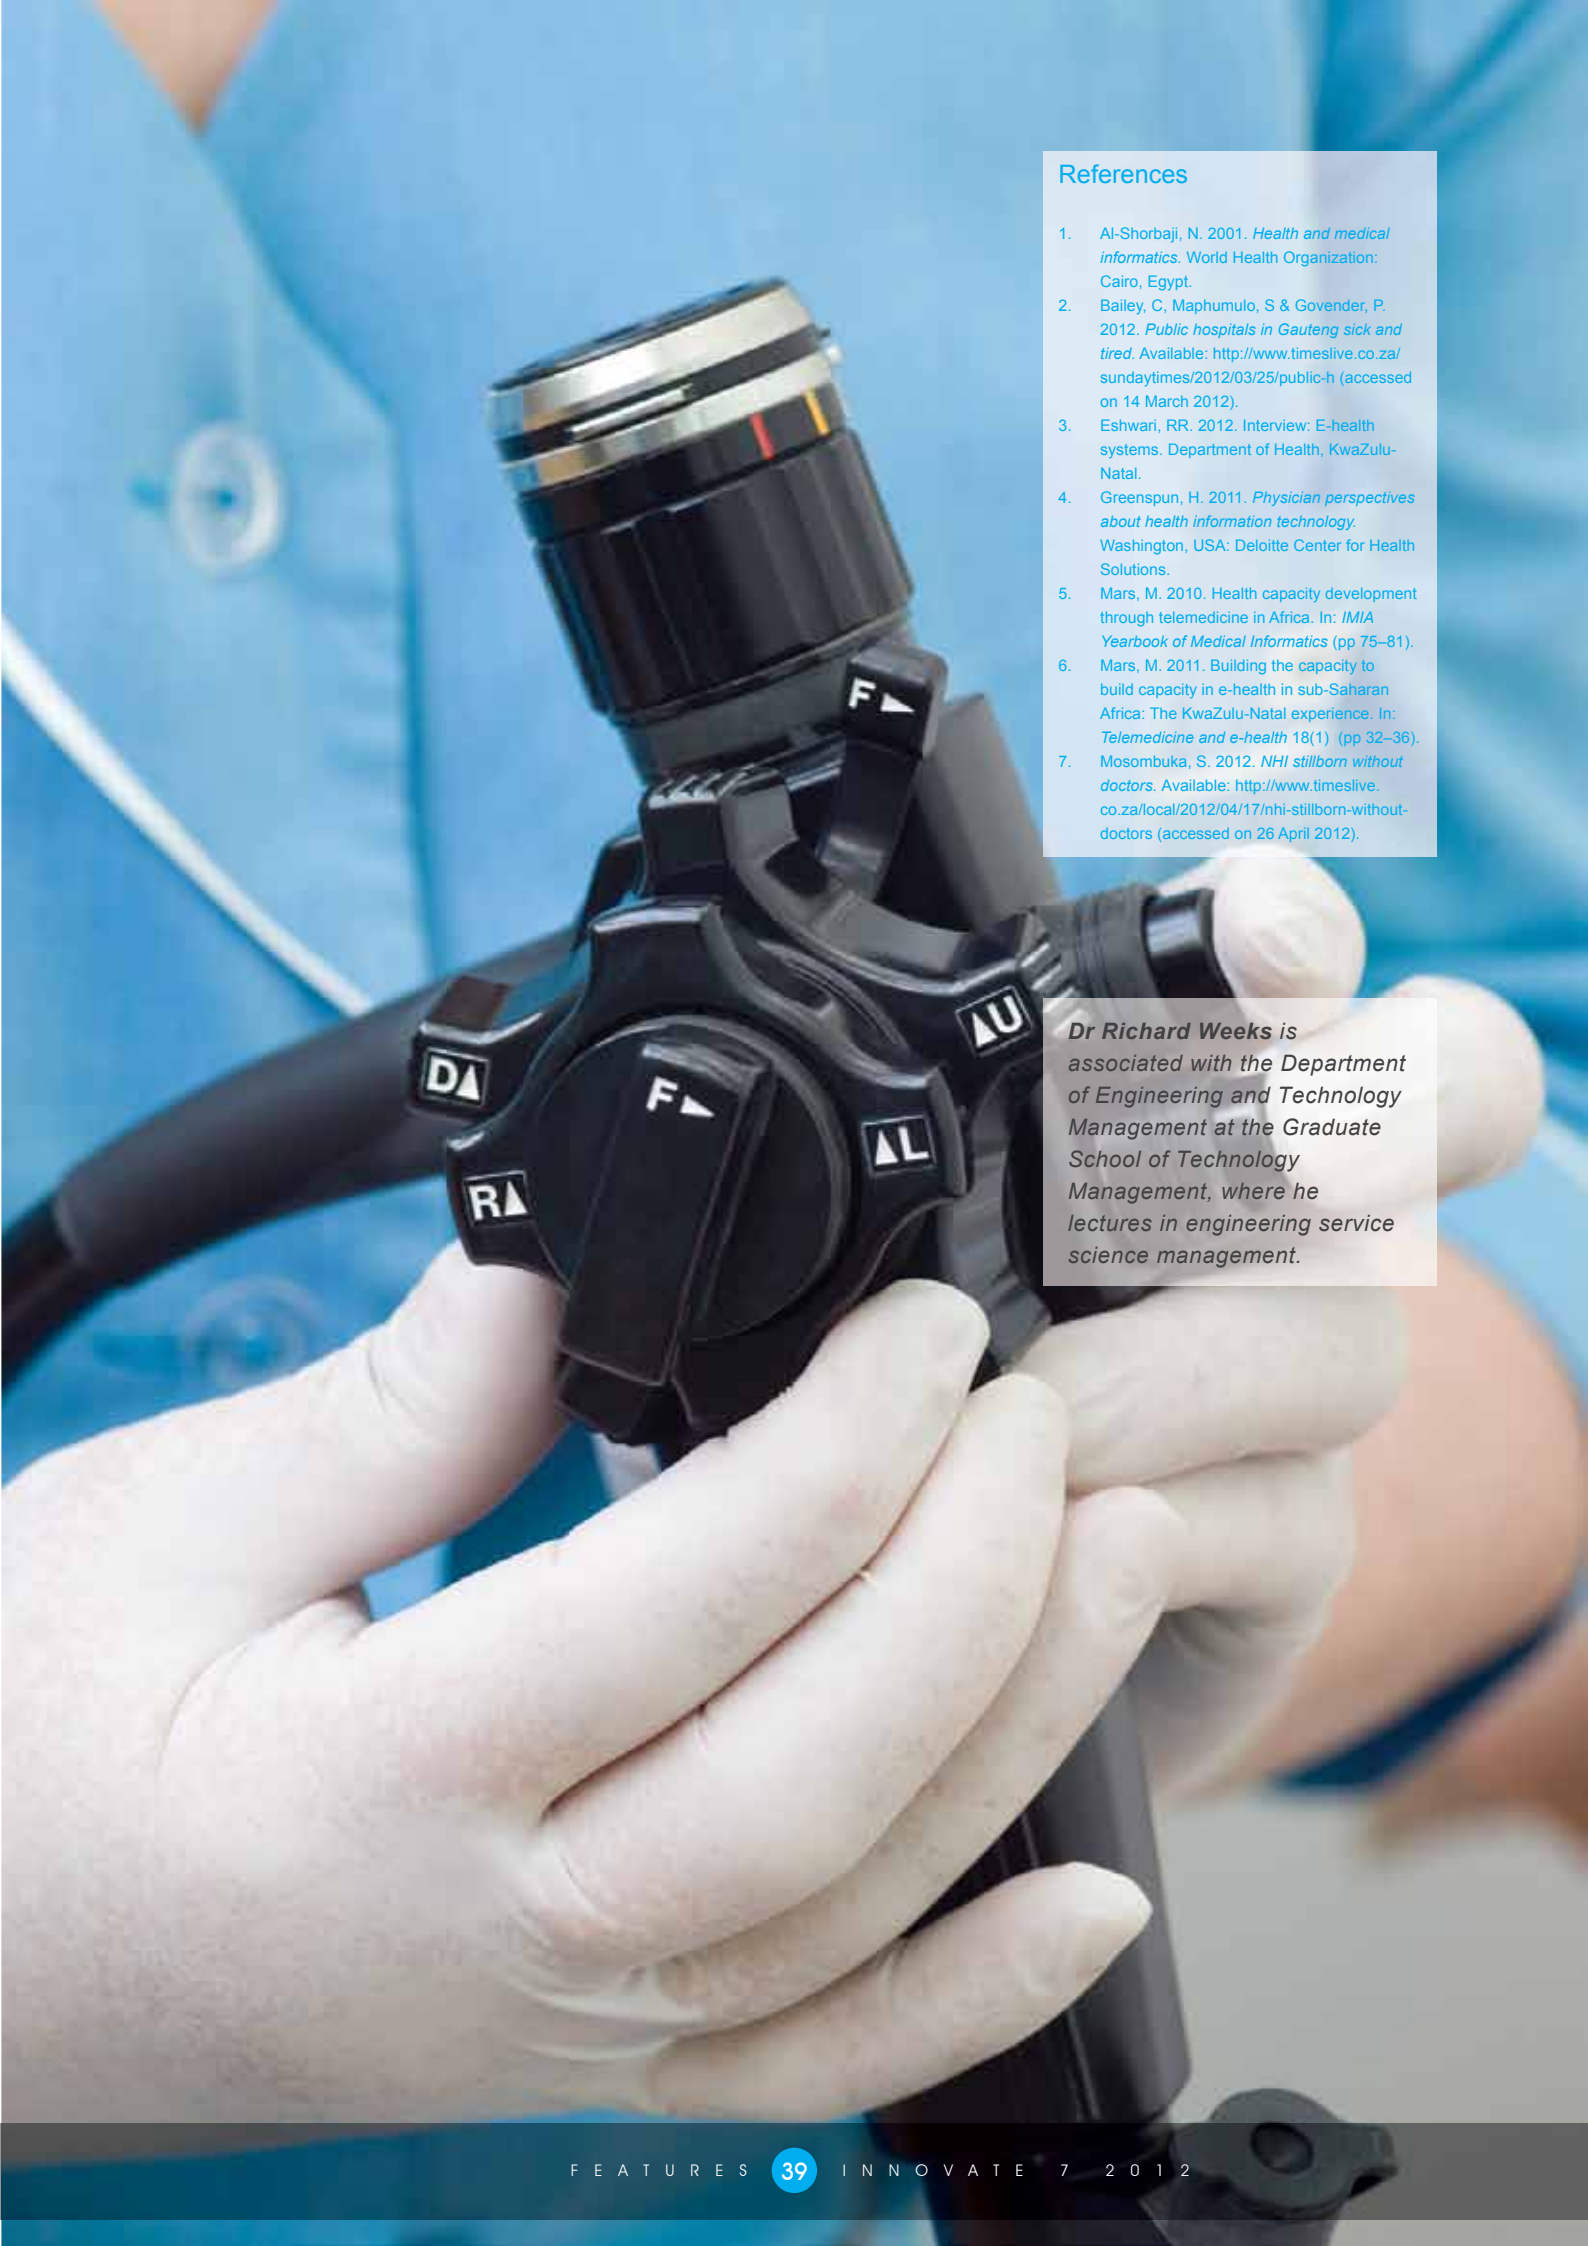 References
1. Al-Shorbaji, N. 2001. Health and medical
informatics. World Health Organization:
Cairo, Egypt.
2. Bailey, C, Maphumulo, S & Govender, P.
2012. Public hospitals in Gauteng sick and
tired. Available: http://www.timeslive.co.za/
sundaytimes/2012/03/25/public-h (accessed
on 14 March 2012).
3. Eshwari, RR. 2012. Interview: E-health
systems. Department of Health, KwaZulu-
Natal.
4. Greenspun, H. 2011. Physician perspectives
about health information technology.
Washington, USA: Deloitte Center for Health
Solutions.
5. Mars, M. 2010. Health capacity development
through telemedicine in Africa. In: IMIA
Yearbook of Medical Informatics (pp 75–81).
6. Mars, M. 2011. Building the capacity to
build capacity in e-health in sub-Saharan
Africa: The KwaZulu-Natal experience. In:
Telemedicine and e-health 18(1) (pp 32–36).
7. Mosombuka, S. 2012. NHI stillborn without
doctors. Available: http://www.timeslive.
co.za/local/2012/04/17/nhi-stillborn-without-
doctors (accessed on 26 April 2012).
F▶
▲U
D▲
F▶
▲L
R▲
Dr Richard Weeks is
associated with the Department
of Engineering and Technology
Management at the Graduate
School of Technology
Management, where he
lectures in engineering service
science management.
FEATURES 39 INNOVATE 7 2012